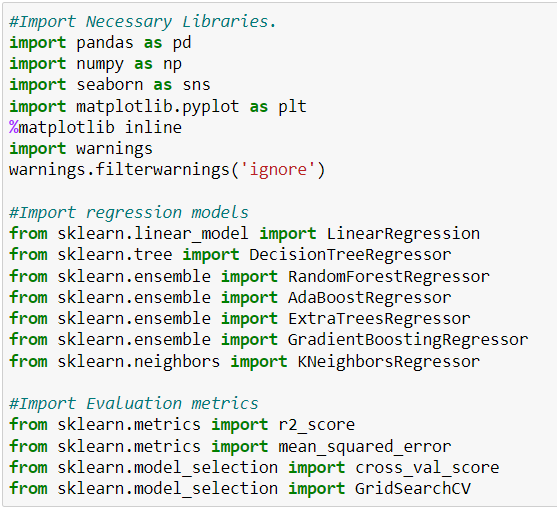 #Import Necessary Libraries.
import pandas as pd
import numpy as np
import seaborn as sns
import matplotlib.pyplot as plt
%matplotlib inline
import warnings
warnings.filterwarnings('ignore')
#Import regression models
from sklearn.linear_model import LinearRegression
from sklearn.tree import DecisionTreeRegressor
from sklearn.ensemble import RandomForestRegressor
from sklearn.ensemble import AdaBoostRegressor
from sklearn.ensemble import ExtraTreesRegressor
from sklearn.ensemble import GradientBoostingRegressor
from sklearn.neighbors import KNeighborsRegressor
#Import Evaluation metrics
from sklearn.metrics import r2_score
from sklearn.metrics import mean_squared_error
from sklearn.model_selection import cross_val_score
from sklearn.model_selection import GridSearchCV